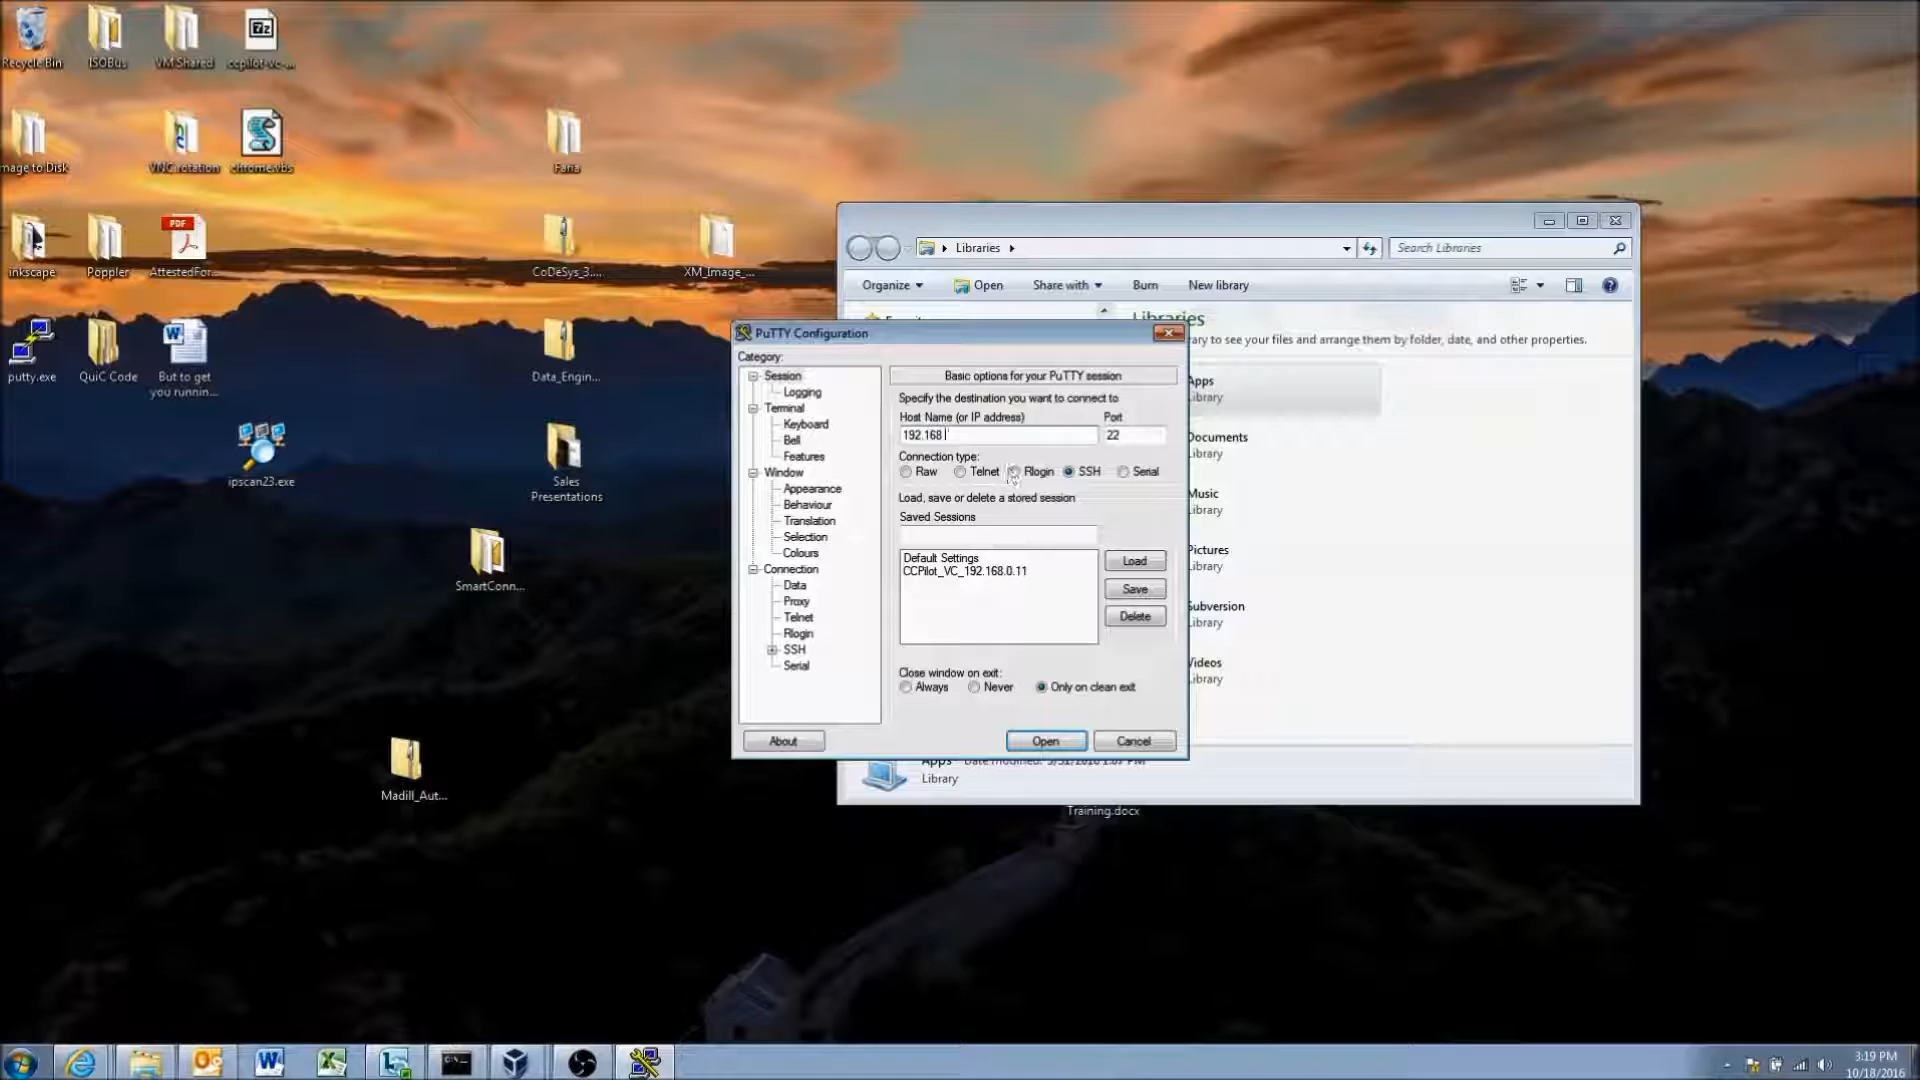 Recycle Bin
ISOBus
VM Shared
ccpilot-vc-...
mage to Disk
VNC rotation
chrome.vbs
Faria
inkscape
Poppler
PDF
AttestedFor...
CoDeSys_3....
XM_Image_...
putty.exe
QuiC Code
But to get
you runnin...
Data_Engin...
ipscan23.exe
Sales
Presentations
SmartConn...
Madill_Aut...
Training.docx
Libraries
Search Libraries
Organize
Open
Share with
Burn
New library
Libraries
rary to see your files and arrange them by folder, date, and other properties.
Apps
Library
Documents
Library
Music
Library
Pictures
Library
Subversion
Library
Videos
Library
Library
PuTTY Configuration
Category:
Session
Logging
Terminal
Keyboard
Bell
Features
Window
Appearance
Behaviour
Translation
Selection
Colours
Connection
Data
Proxy
Telnet
Rlogin
SSH
Serial
Basic options for your PuTTY session
Specify the destination you want to connect to
Host Name (or IP address)
Port
192.168
22
Connection type:
Raw
Telnet
Rlogin
SSH
Serial
Load, save or delete a stored session
Saved Sessions
Default Settings
CCPilot_VC_192.168.0.11
Load
Save
Delete
Close window on exit:
Always
Never
Only on clean exit
About
Open
Cancel
3:19 PM
10/18/2016